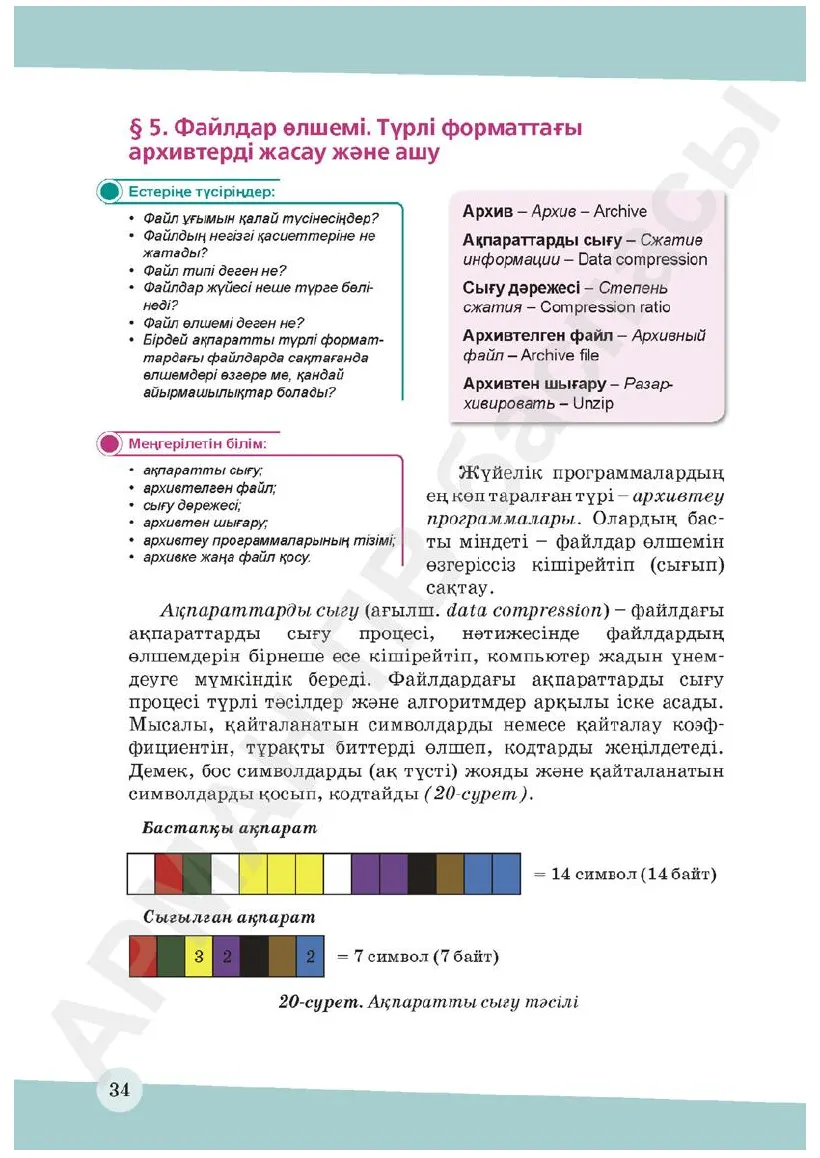 § 5. Файлдар өлшемі. Түрлі форматтағы
архивтерді жасау және ашу
Естеріңе түсіріңдер:
• Файл ұғымын қалай түсінесіңдер?
• Файлдың негізгі қасиеттеріне не
жатады?
• Файл типі деген не?
• Файлдар жүйесі неше түрге бөлі-
неді?
• Файл өлшемі деген не?
• Бірдей ақпаратты түрлі формат-
тардағы файлдарда сақтағанда
өлшемдері өзгере ме, қандай
айырмашылықтар болады?
Архив – Архив – Archive
Ақпараттарды сығу – Сжатие
информации – Data compression
Сығу дәрежесі – Степень
сжатия – Compression ratio
Архивтелген файл – Архивный
файл – Archive file
Архивтен шығару – Разар-
хивировать – Unzip
Меңгерілетін білім:
• ақпаратты сығу;
• архивтелген файл;
• сығу дәрежесі;
• архивтен шығару;
• архивтеу программаларының тізімі;
• архивке жаңа файл қосу.
Жүйелік программалардың
ең көп таралған түрі – архивтеу
программалары. Олардың бас-
ты міндеті – файлдар өлшемін
өзгеріссіз кішірейтіп (сығып)
сақтау.
Ақпараттарды сығу (ағылш. data compression) – файлдағы
ақпараттарды сығу процесі, нәтижесінде файлдардың
өлшемдерін бірнеше есе кішірейтіп, компьютер жадын үнем-
деуге мүмкіндік береді. Файлдардағы ақпараттарды сығу
процесі түрлі тәсілдер және алгоритмдер арқылы іске асады.
Мысалы, қайталанатын символдарды немесе қайталау коэф-
фициентін, тұрақты биттерді өлшеп, кодтарды жеңілдетеді.
Демек, бос символдарды (ақ түсті) жояды және қайталанатын
символдарды қосып, кодтайды (20-сурет).
Бастапқы ақпарат
= 14 символ (14 байт)
Сығылған ақпарат
3 2 2 = 7 символ (7 байт)
20-сурет. Ақпаратты сығу тәсілі
34
АРМАН-ПВ баспасы